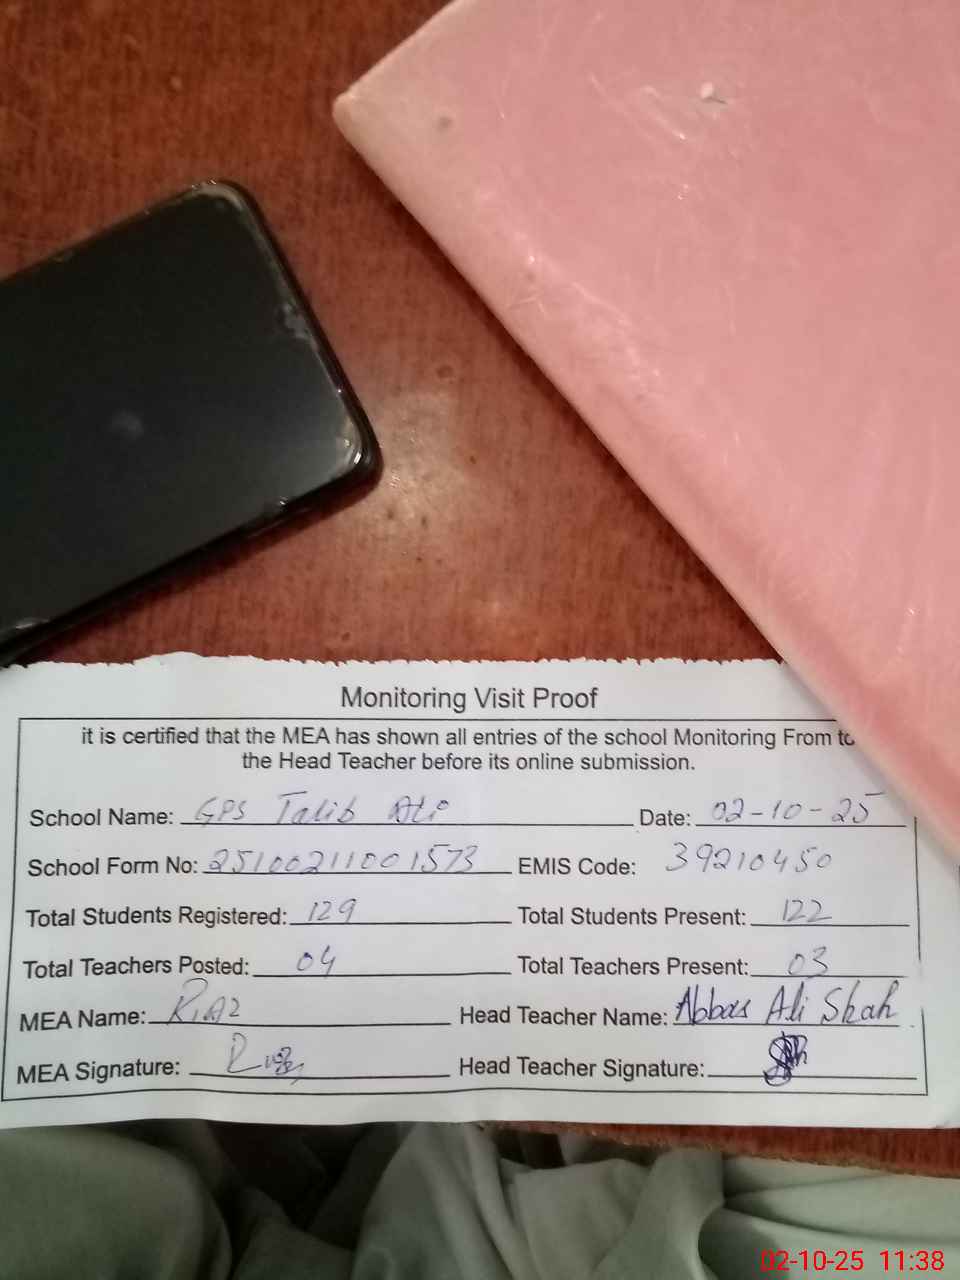 Monitoring Visit Proof
it is certified that the MEA has shown all entries of the school Monitoring From to
the Head Teacher before its online submission.
School Name: GPS Talib Ali Date: 02-10-25
School Form No: 25100211001573 EMIS Code: 39210450
Total Students Registered: 129 Total Students Present: 122
Total Teachers Posted: 04 Total Teachers Present: 03
MEA Name: Riaz Head Teacher Name: Abbas Ali Shah
MEA Signature: Head Teacher Signature:
02-10-25 11:38